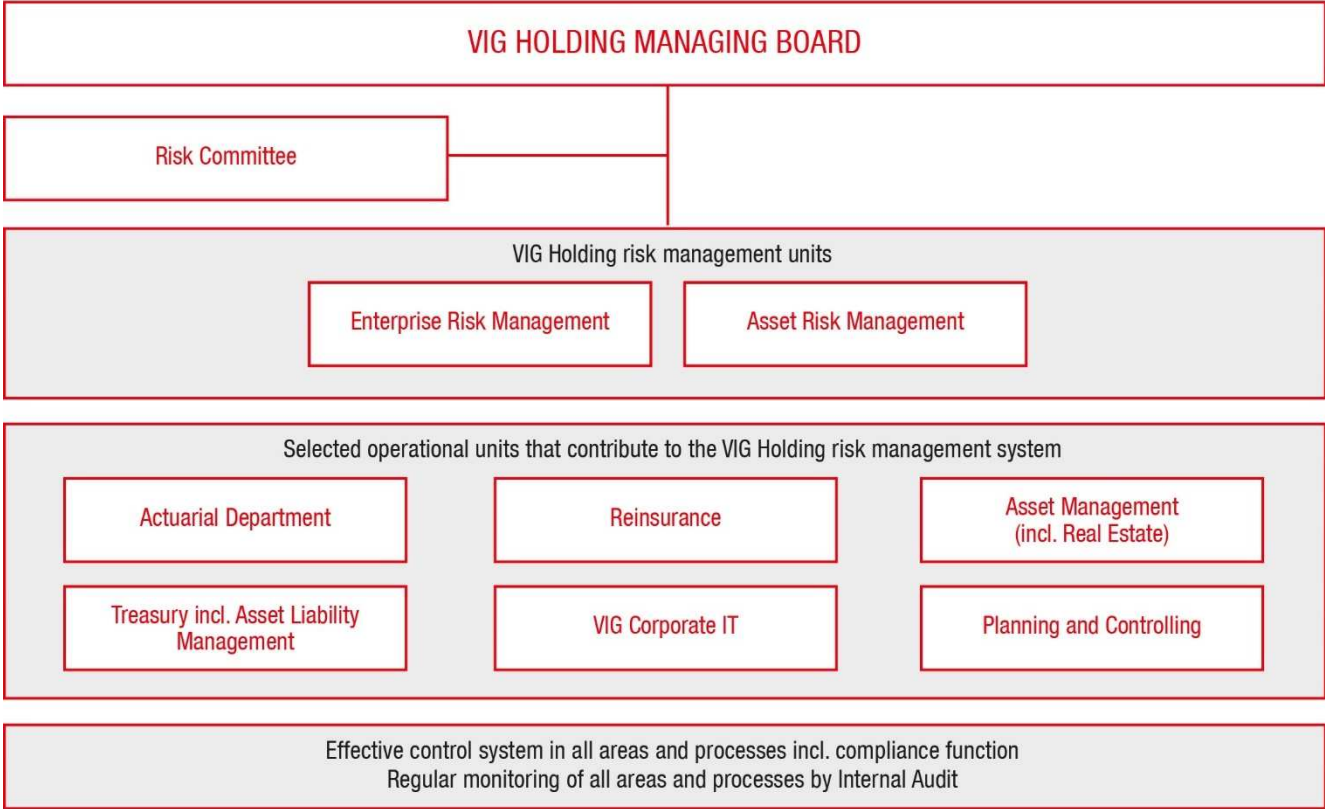 VIG HOLDING MANAGING BOARD
Risk Committee
VIG Holding risk management units
Enterprise Risk Management
Asset Risk Management
Selected operational units that contribute to the VIG Holding risk management system
Actuarial Department
Reinsurance
Asset Management
(incl. Real Estate)
Treasury incl. Asset Liability
Management
VIG Corporate IT
Planning and Controlling
Effective control system in all areas and processes incl. compliance function
Regular monitoring of all areas and processes by Internal Audit